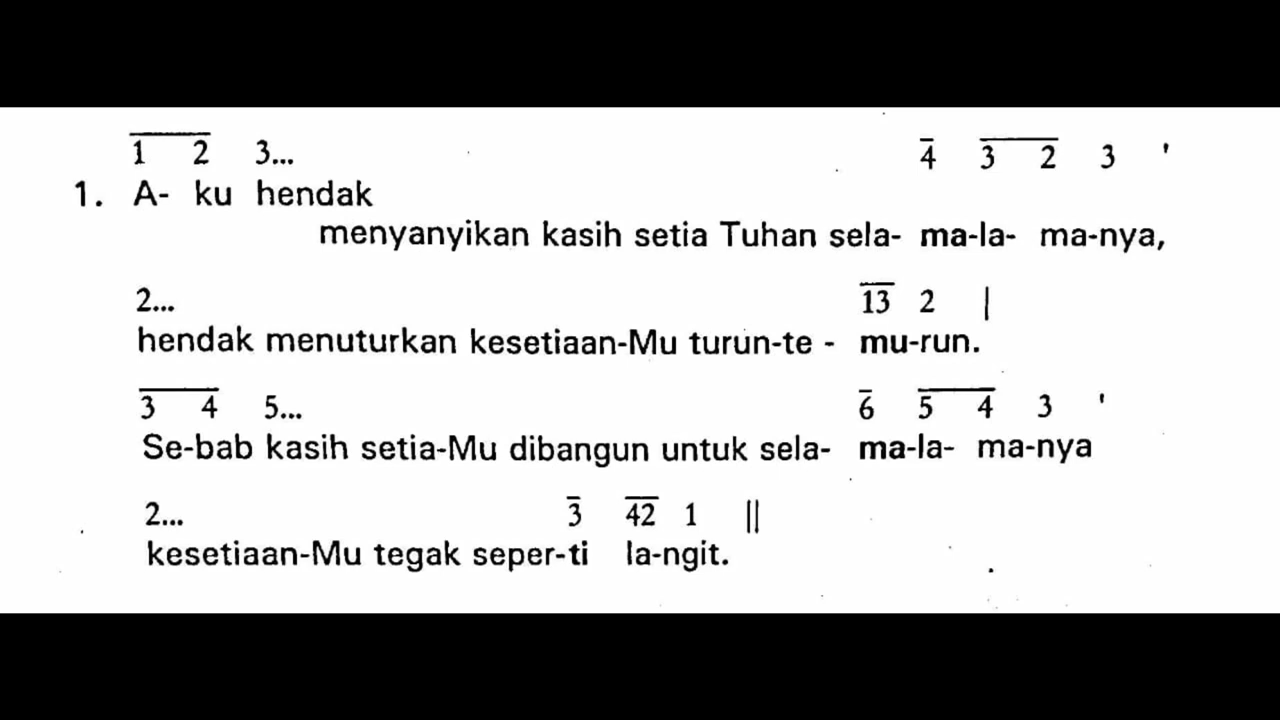 1 2 3... 4 3 2 3 '
1. A- ku hendak
menyanyikan kasih setia Tuhan sela- ma-la- ma-nya,
2... 13 2 |
hendak menuturkan kesetiaan-Mu turun-te - mu-run.
3 4 5... 6 5 4 3 '
Se-bab kasih setia-Mu dibangun untuk sela- ma-la- ma-nya
2... 3 42 1 ||
kesetiaan-Mu tegak seper-ti la-ngit.